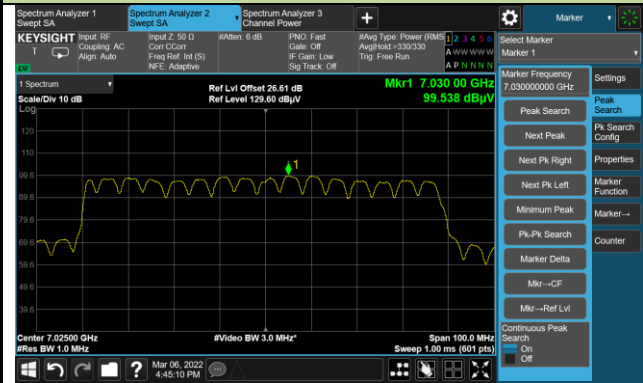 Spectrum Analyzer 1
Swept SA
Spectrum Analyzer 2
Swept SA
Spectrum Analyzer 3
Channel Power
Marker
KEYSIGHT
Input: RF
Coupling: AC
Align: Auto
Input Z: 50 Ω
Corr CCorr
Freq Ref: Int (S)
NFE: Adaptive
#Atten: 6 dB
PNO: Fast
Gate: Off
IF Gain: Low
Sig Track: Off
#Avg Type: Power (RMS
Avg|Hold >330/330
Trig: Free Run
1 2 3 4 5 6
A W W W W W
A P N N N N
Select Marker
Marker 1
1 Spectrum
Scale/Div 10 dB
Ref Lvl Offset 26.61 dB
Ref Level 129.60 dBµV
Mkr1 7.030 00 GHz
99.538 dBµV
Log
120
110
99.6
89.6
79.6
69.6
59.6
49.6
39.6
1
Center 7.02500 GHz
#Res BW 1.0 MHz
#Video BW 3.0 MHz*
Span 100.0 MHz
Sweep 1.00 ms (601 pts)
Marker Frequency
7.030000000 GHz
Peak Search
Next Peak
Next Pk Right
Next Pk Left
Minimum Peak
Pk-Pk Search
Marker Delta
Mkr→CF
Mkr→Ref Lvl
Continuous Peak
Search
On
Off
Settings
Peak
Search
Pk Search
Config
Properties
Marker
Function
Marker→
Counter
Mar 06, 2022
4:45:10 PM